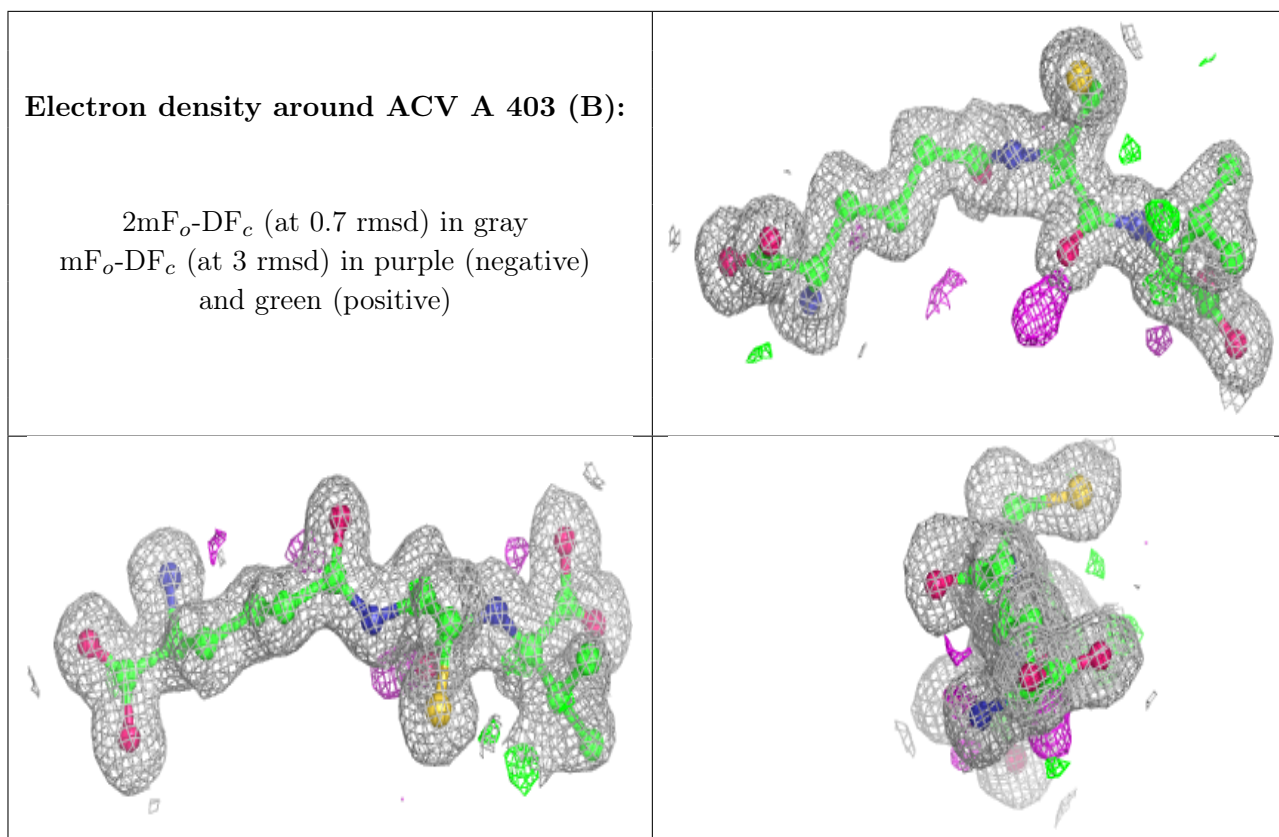 Electron density around ACV A 403 (B):
2mFₒ-DF𝒸 (at 0.7 rmsd) in gray
mFₒ-DF𝒸 (at 3 rmsd) in purple (negative)
and green (positive)